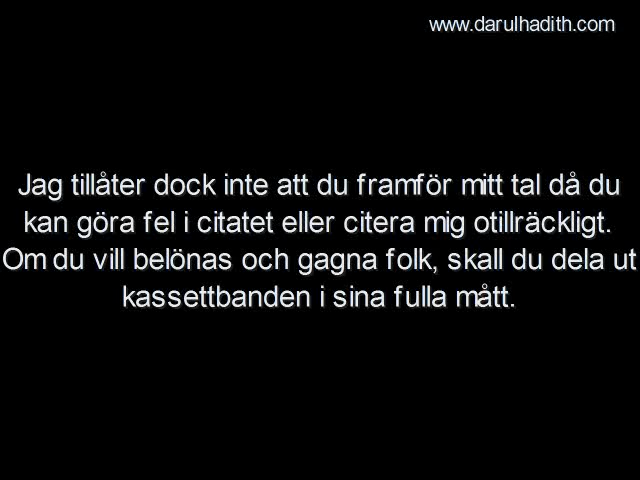 www.darulhadith.com
Jag tillåter dock inte att du framför mitt tal då du
kan göra fel i citatet eller citera mig otillräckligt.
Om du vill belönas och gagna folk, skall du dela ut
kassettbanden i sina fulla mått.